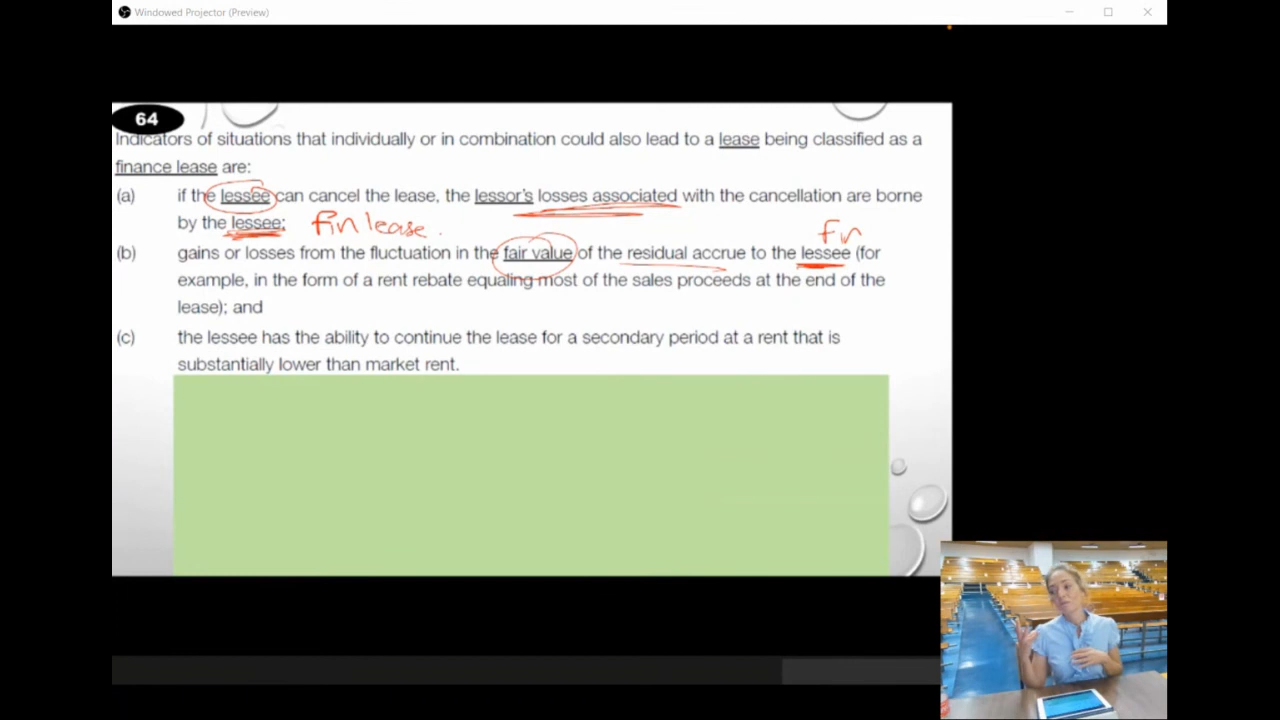 Windowed Projector (Preview)
64
Indicators of situations that individually or in combination could also lead to a lease being classified as a
finance lease are:
(a) if the lessee can cancel the lease, the lessor's losses associated with the cancellation are borne
by the lessee; fin lease.
fin
(b) gains or losses from the fluctuation in the fair value of the residual accrue to the lessee (for
example, in the form of a rent rebate equaling most of the sales proceeds at the end of the
lease); and
(c) the lessee has the ability to continue the lease for a secondary period at a rent that is
substantially lower than market rent.